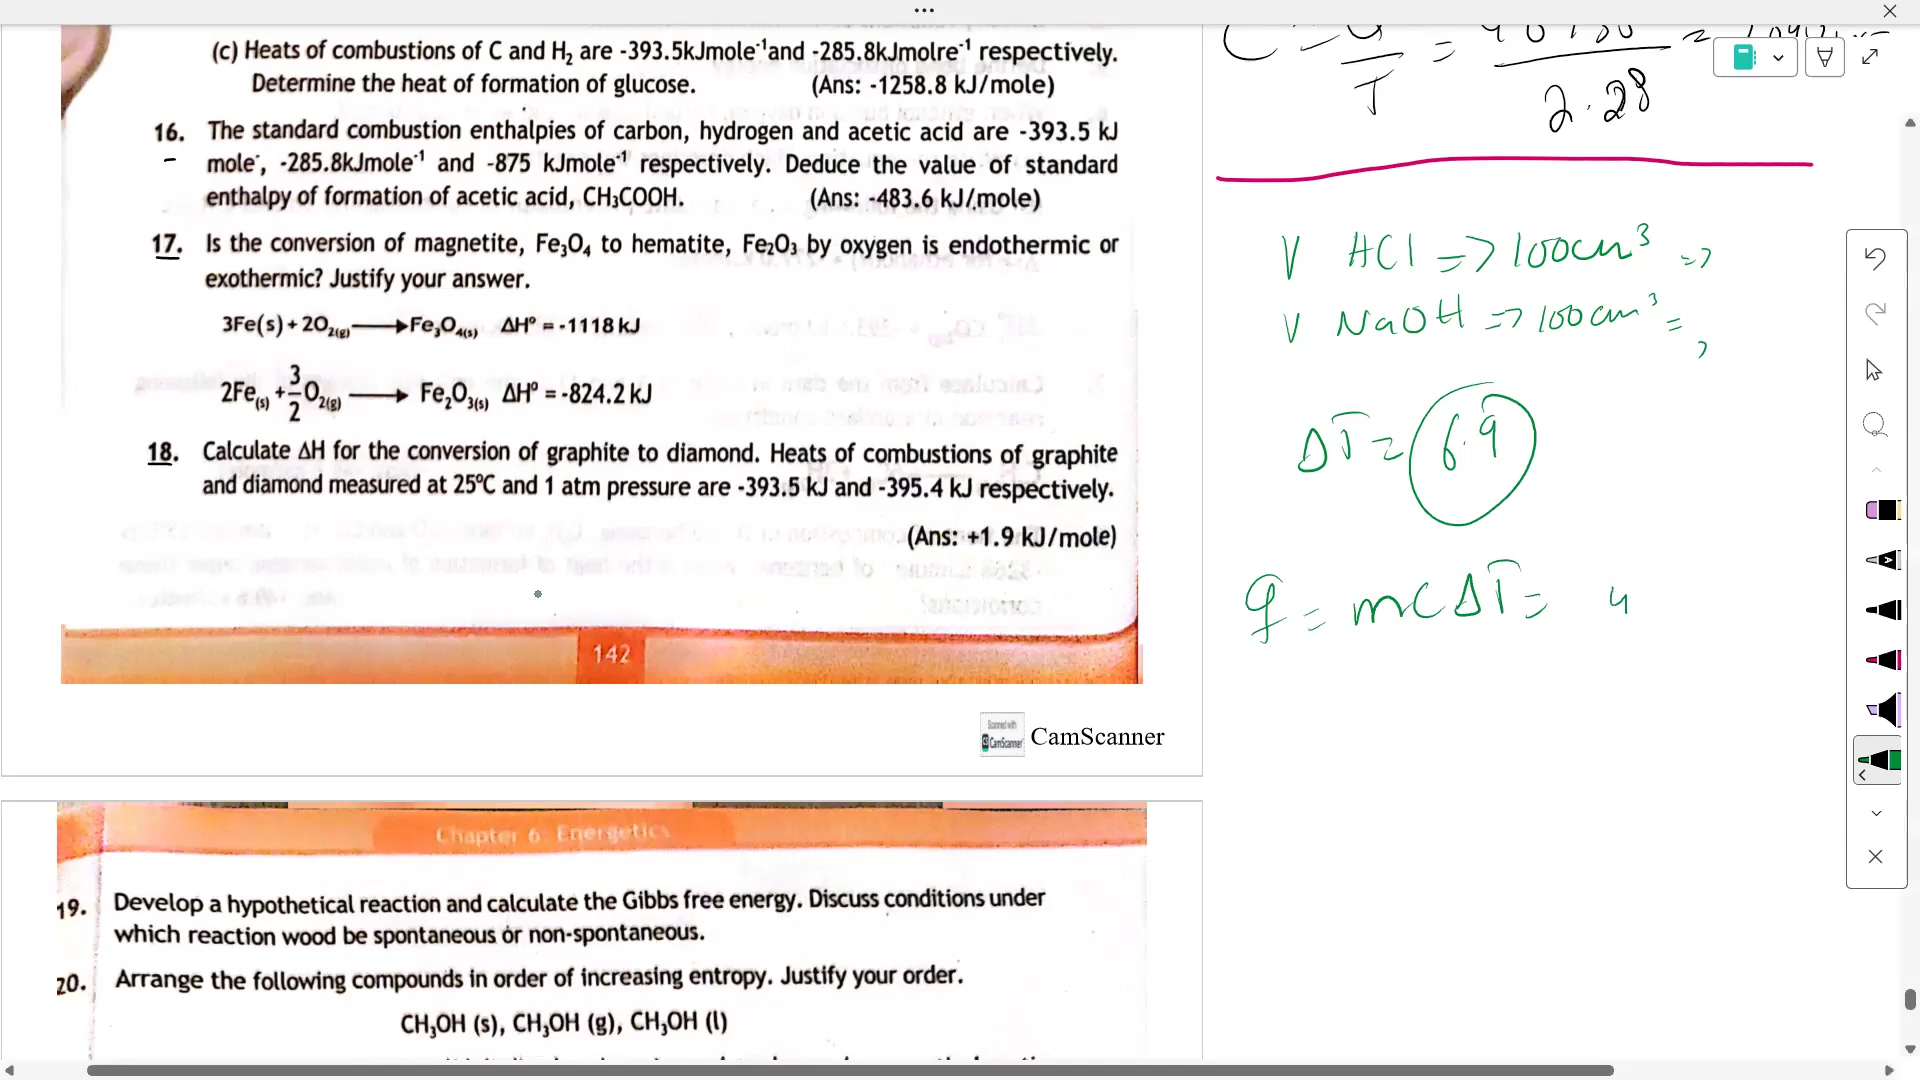 (c) Heats of combustions of C and H₂ are -393.5kJmole⁻¹and -285.8kJmolre⁻¹ respectively.
Determine the heat of formation of glucose. (Ans: -1258.8 kJ/mole)
16. The standard combustion enthalpies of carbon, hydrogen and acetic acid are -393.5 kJ
mole⁻, -285.8kJmole⁻¹ and -875 kJmole⁻¹ respectively. Deduce the value of standard
enthalpy of formation of acetic acid, CH₃COOH. (Ans: -483.6 kJ/mole)
17. Is the conversion of magnetite, Fe₃O₄ to hematite, Fe₂O₃ by oxygen is endothermic or
exothermic? Justify your answer.
3Fe(s) + 2O₂(g) ⟶ Fe₃O₄(s) ΔH° = -1118 kJ
2Fe(s) + 3/2 O₂(g) ⟶ Fe₂O₃(s) ΔH° = -824.2 kJ
18. Calculate ΔH for the conversion of graphite to diamond. Heats of combustions of graphite
and diamond measured at 25°C and 1 atm pressure are -393.5 kJ and -395.4 kJ respectively.
(Ans: +1.9 kJ/mole)
142
Scanned with
CamScanner
CamScanner
Chapter 6 Energetics
19. Develop a hypothetical reaction and calculate the Gibbs free energy. Discuss conditions under
which reaction wood be spontaneous or non-spontaneous.
20. Arrange the following compounds in order of increasing entropy. Justify your order.
CH₃OH (s), CH₃OH (g), CH₃OH (l)
2.28
V HCl => 100cm³ =>
V NaOH => 100cm³ =>
ΔT = 6.9
q = mcΔT = 4